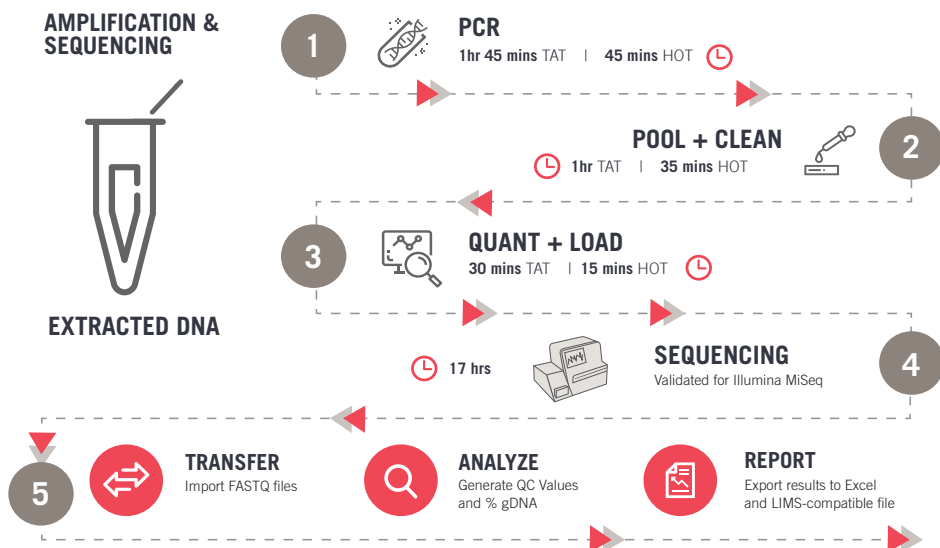 AMPLIFICATION &
SEQUENCING
EXTRACTED DNA
1
PCR
1hr 45 mins TAT | 45 mins HOT
2
POOL + CLEAN
1hr TAT | 35 mins HOT
3
QUANT + LOAD
30 mins TAT | 15 mins HOT
4
17 hrs
SEQUENCING
Validated for Illumina MiSeq
5
TRANSFER
Import FASTQ files
ANALYZE
Generate QC Values
and % gDNA
REPORT
Export results to Excel
and LIMS-compatible file